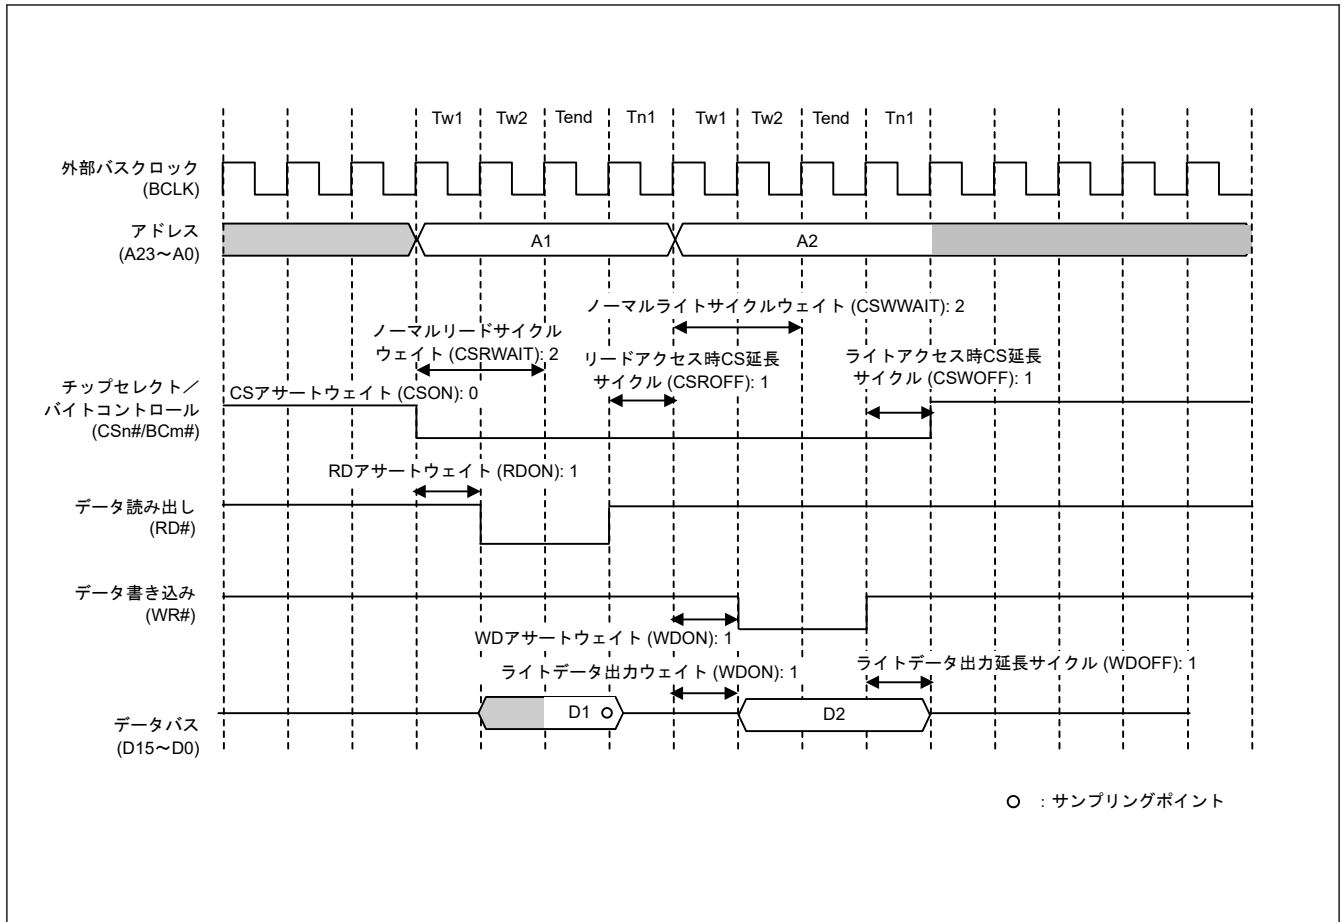 Tw1 Tw2 Tend Tn1 Tw1 Tw2 Tend Tn1
外部バスクロック
(BCLK)
アドレス
(A23～A0)
A1
A2
ノーマルライトサイクルウェイト (CSWWAIT): 2
ノーマルリードサイクル
ウェイト (CSRWAIT): 2
リードアクセス時CS延長
サイクル (CSROFF): 1
ライトアクセス時CS延長
サイクル (CSWOFF): 1
チップセレクト／
バイトコントロール
(CSn#/BCm#)
CSアサートウェイト (CSON): 0
RDアサートウェイト (RDON): 1
データ読み出し
(RD#)
データ書き込み
(WR#)
WDアサートウェイト (WDON): 1
ライトデータ出力ウェイト (WDON): 1
ライトデータ出力延長サイクル (WDOFF): 1
データバス
(D15～D0)
D1
D2
：サンプリングポイント